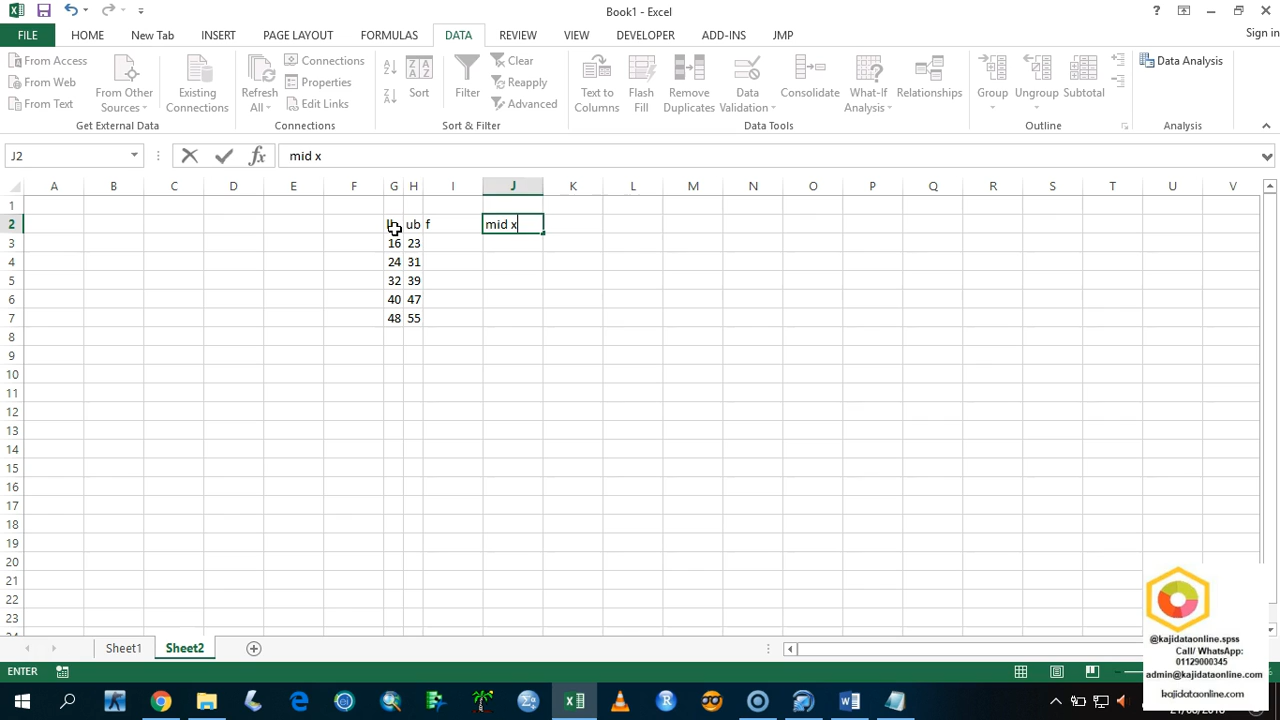 Book1 - Excel
?
FILE HOME New Tab INSERT PAGE LAYOUT FORMULAS DATA REVIEW VIEW DEVELOPER ADD-INS JMP Sign in
From Access
From Web
From Text
From Other Sources
Existing Connections
Get External Data
Refresh All
Connections
Properties
Edit Links
Connections
Sort
Filter
Clear
Reapply
Advanced
Sort & Filter
Text to Columns
Flash Fill
Remove Duplicates
Data Validation
Consolidate
What-If Analysis
Relationships
Data Tools
Group
Ungroup
Subtotal
Outline
Data Analysis
Analysis
J2 fx mid x
A B C D E F G H I J K L M N O P Q R S T U V
1
2 ub f mid x
3 16 23
4 24 31
5 32 39
6 40 47
7 48 55
8
9
10
11
12
13
14
15
16
17
18
19
20
21
22
23
Sheet1 Sheet2
ENTER
@kajidataonline.spss
Call/ WhatsApp:
01129000345
admin@kajidataonline.com
kajidataonline.com